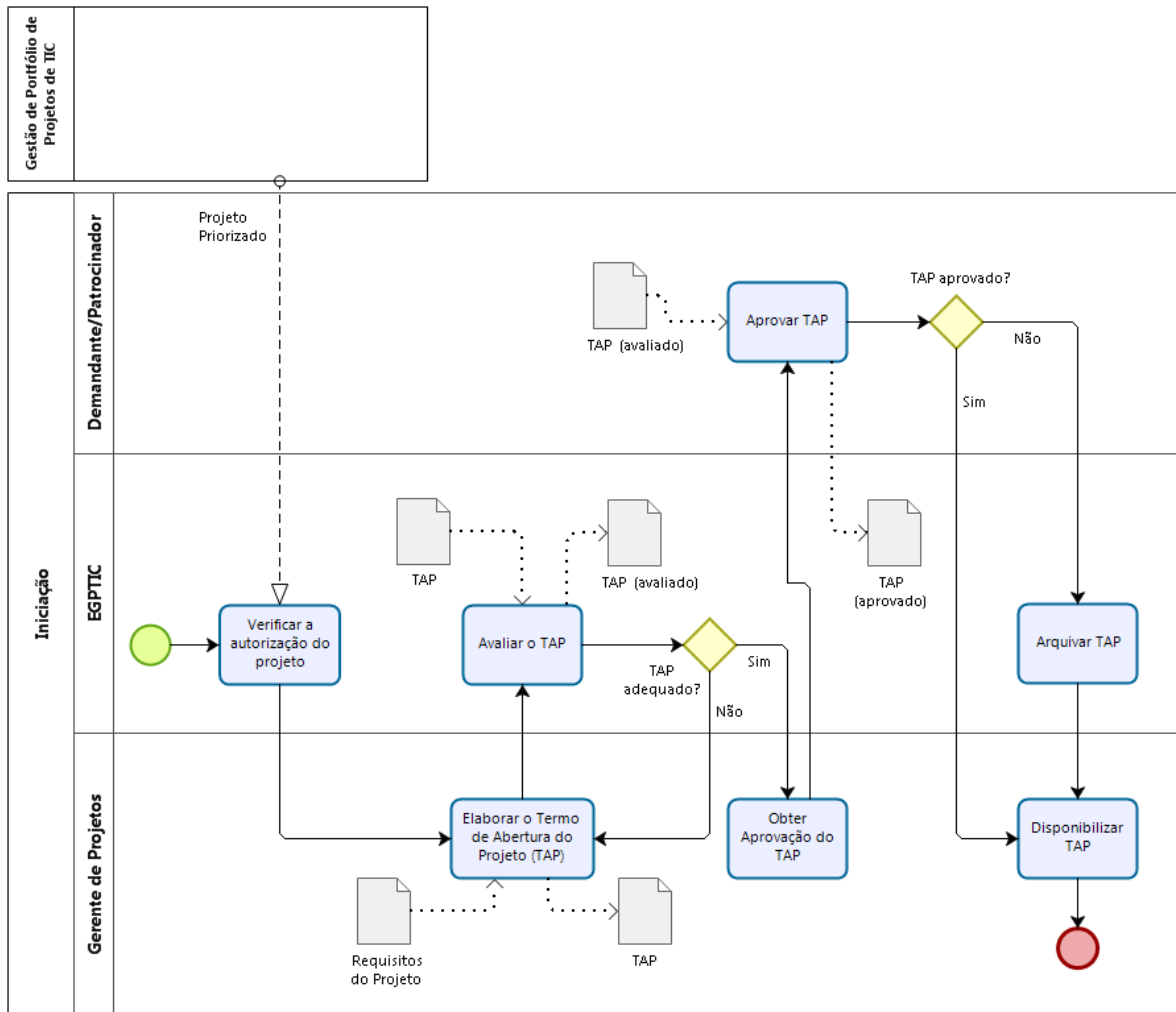 Gestão de Portfólio de
Projetos de TIC
Iniciação
Demandante/Patrocinador
Projeto
Priorizado
TAP (avaliado)
Aprovar TAP
TAP aprovado?
Não
Sim
EGPTIC
Verificar a
autorização do
projeto
TAP
TAP (avaliado)
Avaliar o TAP
TAP
adequado?
Sim
Não
TAP
(aprovado)
Arquivar TAP
Gerente de Projetos
Elaborar o Termo
de Abertura do
Projeto (TAP)
Requisitos
do Projeto
TAP
Obter
Aprovação do
TAP
Disponibilizar
TAP